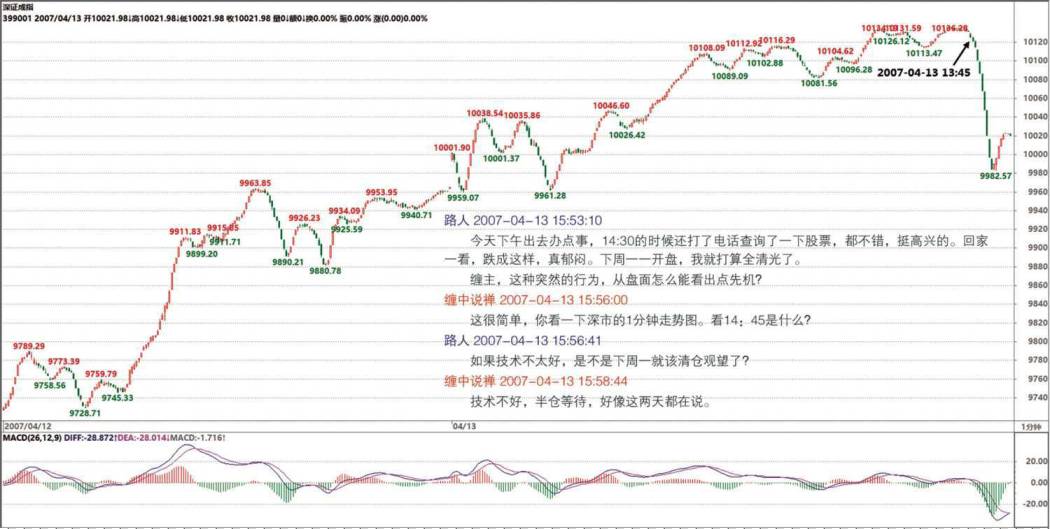 深证成指
399001 2007/04/13 开10021.98↓高10021.98↓低10021.98 收10021.98 量0↓额0↓换0.00% 振0.00% 涨(0.00)0.00%
10134.19 10131.59 10136.28
10108.09 10112.92 10116.29 10126.12 10113.47
10104.62
10089.09 10102.88 10081.56 10096.28
2007-04-13 13:45
10046.60
10038.54 10035.86
10026.42
10001.90 10001.37
9982.57
9963.85 9959.07 9961.28
9953.95
9940.71
9934.09
9926.23 9925.59
9911.83 9915.85
9911.71
9899.20
9890.21
9880.78
9789.29
9773.39
9758.56 9759.79
9745.33
9728.71
10120
10100
10080
10060
10040
10020
10000
9980
9960
9940
9920
9900
9880
9860
9840
9820
9800
9780
9760
9740
路人 2007-04-13 15:53:10
今天下午出去办点事，14:30的时候还打了电话查询了一下股票，都不错，挺高兴的。回家
一看，跌成这样，真郁闷。下周一一开盘，我就打算全清光了。
缠主，这种突然的行为，从盘面怎么能看出点先机？
缠中说禅 2007-04-13 15:56:00
这很简单，你看一下深市的1分钟走势图。看14：45是什么？
路人 2007-04-13 15:56:41
如果技术不太好，是不是下周一就该清仓观望了？
缠中说禅 2007-04-13 15:58:44
技术不好，半仓等待，好像这两天都在说。
2007/04/12 04/13 1分钟
MACD(26,12,9) DIFF:-28.872↑DEA:-28.014↓MACD:-1.716↑
20.00
0.00
-20.00